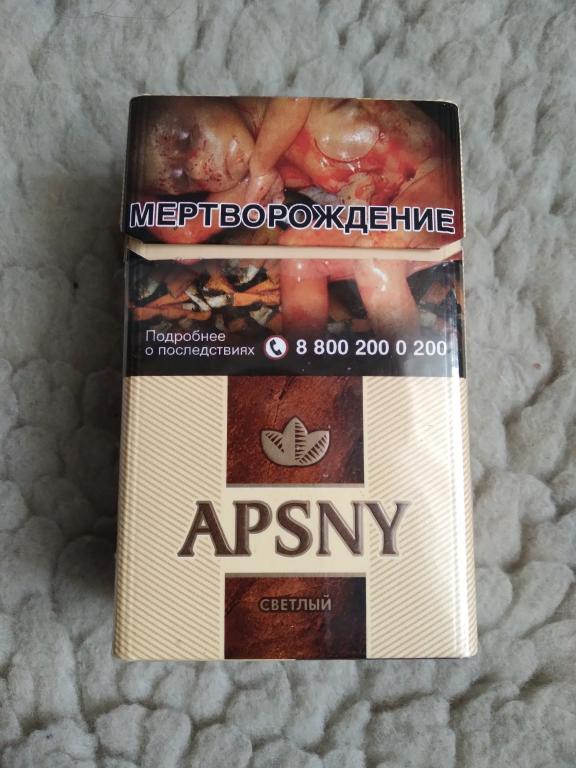 МЕРТВОРОЖДЕНИЕ
Подробнее
о последствиях 8 800 200 0 200
APSNY
СВЕТЛЫЙ